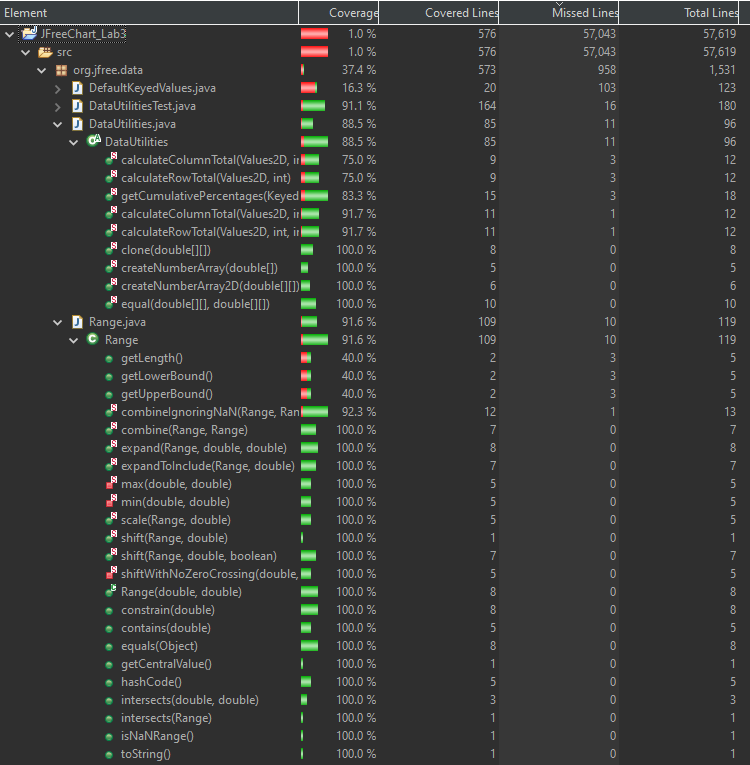 Element Coverage Covered Lines Missed Lines Total Lines
JFreeChart_Lab3 1.0 % 576 57,043 57,619
src 1.0 % 576 57,043 57,619
org.jfree.data 37.4 % 573 958 1,531
DefaultKeyedValues.java 16.3 % 20 103 123
DataUtilitiesTest.java 91.1 % 164 16 180
DataUtilities.java 88.5 % 85 11 96
DataUtilities 88.5 % 85 11 96
calculateColumnTotal(Values2D, in 75.0 % 9 3 12
calculateRowTotal(Values2D, int) 75.0 % 9 3 12
getCumulativePercentages(Keyed 83.3 % 15 3 18
calculateColumnTotal(Values2D, in 91.7 % 11 1 12
calculateRowTotal(Values2D, int, in 91.7 % 11 1 12
clone(double[][]) 100.0 % 8 0 8
createNumberArray(double[]) 100.0 % 5 0 5
createNumberArray2D(double[][]) 100.0 % 6 0 6
equal(double[][], double[][]) 100.0 % 10 0 10
Range.java 91.6 % 109 10 119
Range 91.6 % 109 10 119
getLength() 40.0 % 2 3 5
getLowerBound() 40.0 % 2 3 5
getUpperBound() 40.0 % 2 3 5
combineIgnoringNaN(Range, Ran 92.3 % 12 1 13
combine(Range, Range) 100.0 % 7 0 7
expand(Range, double, double) 100.0 % 8 0 8
expandToInclude(Range, double) 100.0 % 7 0 7
max(double, double) 100.0 % 5 0 5
min(double, double) 100.0 % 5 0 5
scale(Range, double) 100.0 % 5 0 5
shift(Range, double) 100.0 % 1 0 1
shift(Range, double, boolean) 100.0 % 7 0 7
shiftWithNoZeroCrossing(double, 100.0 % 5 0 5
Range(double, double) 100.0 % 8 0 8
constrain(double) 100.0 % 8 0 8
contains(double) 100.0 % 5 0 5
equals(Object) 100.0 % 8 0 8
getCentralValue() 100.0 % 1 0 1
hashCode() 100.0 % 5 0 5
intersects(double, double) 100.0 % 3 0 3
intersects(Range) 100.0 % 1 0 1
isNaNRange() 100.0 % 1 0 1
toString() 100.0 % 1 0 1